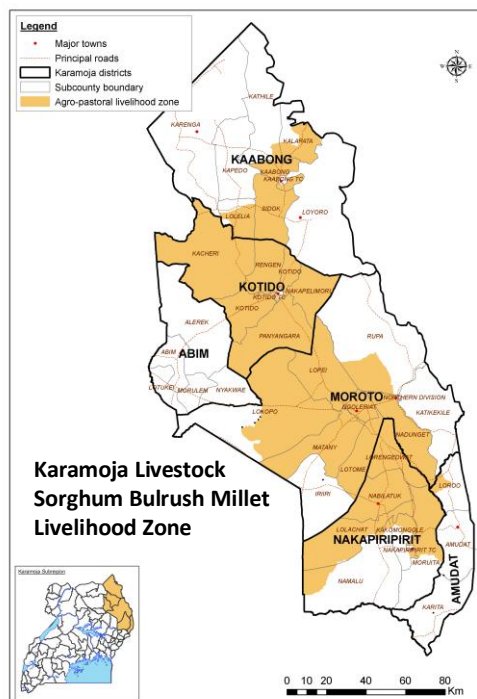 Legend
Major towns
Principal roads
Karamoja districts
Subcounty boundary
Agro-pastoral livelihood zone
KATHILE
KARENGA
KALAPATA
KAABONG
KAPEDO
KAABONG
KAABONG TC
SIDOK
LOYORO
LOLELIA
KACHERI
RENGEN
KOTIDO
KOTIDO
NAKAPELIMORU
KOTIDO TC
KOTIDO
PANYANGARA
ALEREK
RUPA
ABIM
ABIM
LOTUKEI
MORULEM
NYAKWAE
LOPEI
MOROTO
NORTHERN DIVISION
NGOLERIET
KATIKEKILE
LOKOPO
NADUNGET
MATANY
LORENGEDWAT
LOTOME
IRIIRI
NABILATUK
LOROO
LOLACHAT
KAKOMONGOLE
NAKAPIRIPIRIT
NAKAPIRIPIRIT TC
AMUDAT
MORUITA
AMUDAT
NAMALU
KARITA
Karamoja Livestock
Sorghum Bulrush Millet
Livelihood Zone
Karamoja Subregion
0 10 20 40 60 80
Km